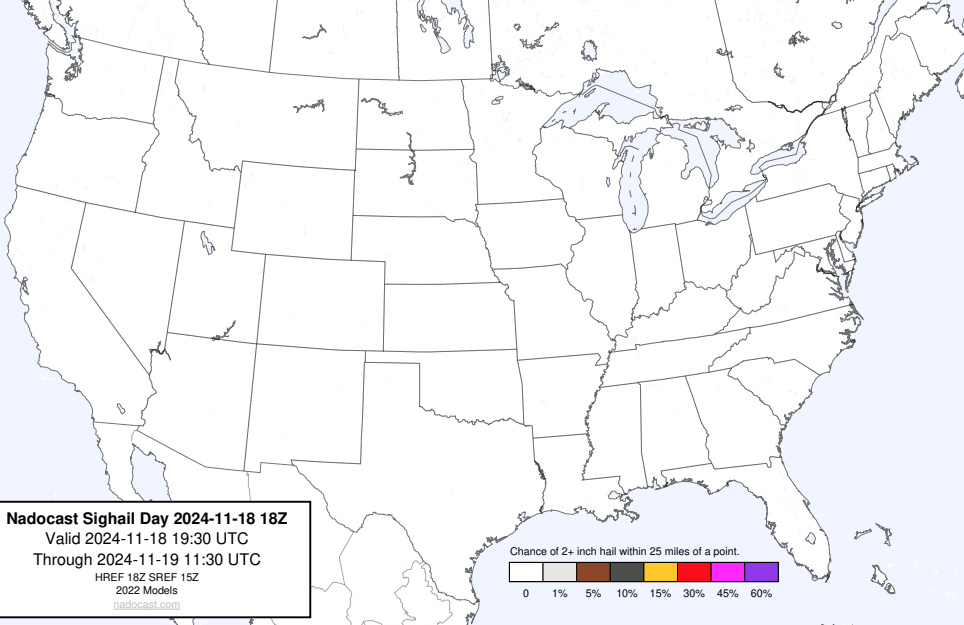 Nadocast Sighail Day 2024-11-18 18Z
Valid 2024-11-18 19:30 UTC
Through 2024-11-19 11:30 UTC
HREF 18Z SREF 15Z
2022 Models
nadocast.com
Chance of 2+ inch hail within 25 miles of a point.
0 1% 5% 10% 15% 30% 45% 60%